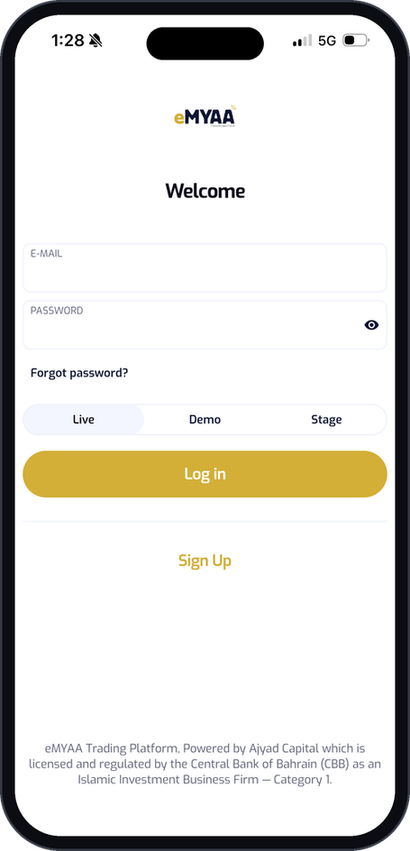 1:28
5G
eMYAA
Welcome
E-MAIL
PASSWORD
Forgot password?
Live Demo Stage
Log in
Sign Up
eMYAA Trading Platform, Powered by Ajyad Capital which is
licensed and regulated by the Central Bank of Bahrain (CBB) as an
Islamic Investment Business Firm — Category 1.